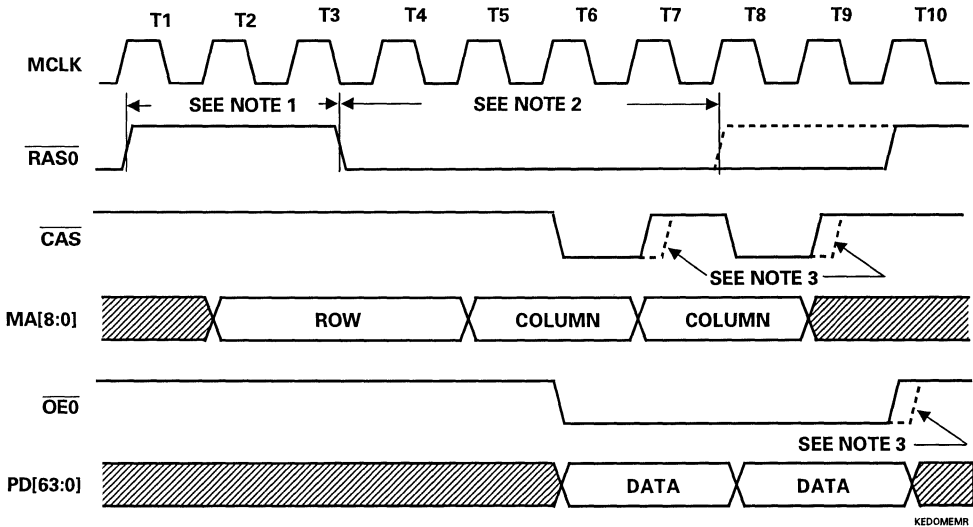 T1 T2 T3 T4 T5 T6 T7 T8 T9 T10
MCLK
SEE NOTE 1 SEE NOTE 2
RAS0
CAS
SEE NOTE 3
MA[8:0] ROW COLUMN COLUMN
OE0
SEE NOTE 3
PD[63:0] DATA DATA
KEDOMEMR